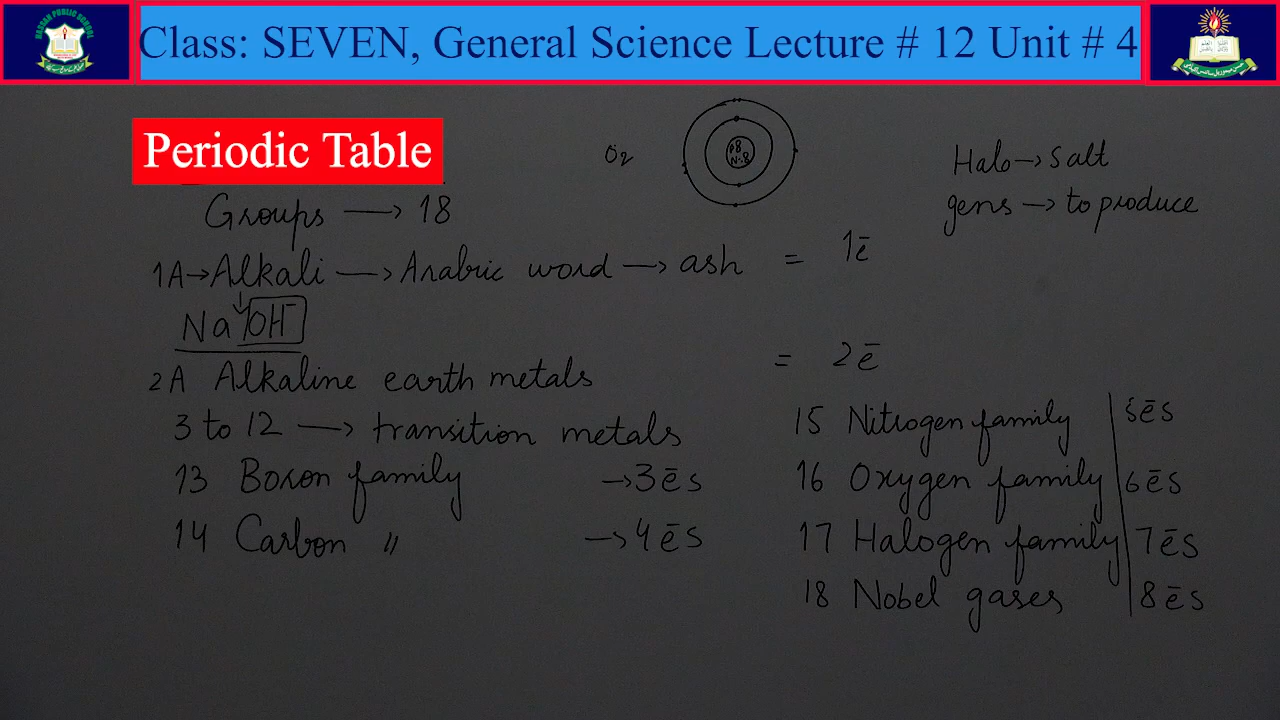 Class: SEVEN, General Science Lecture # 12 Unit # 4
Periodic Table
O2
P8
N:8
Halo → salt
gens → to produce
Groups → 18
1A → Alkali → Arabic word → ash = 1ē
NaOH⁻
2A Alkaline earth metals = 2ē
3 to 12 → transition metals
13 Boron family → 3ēs
14 Carbon " → 4ēs
15 Nitrogen family 5ēs
16 Oxygen family 6ēs
17 Halogen family 7ēs
18 Nobel gases 8ēs